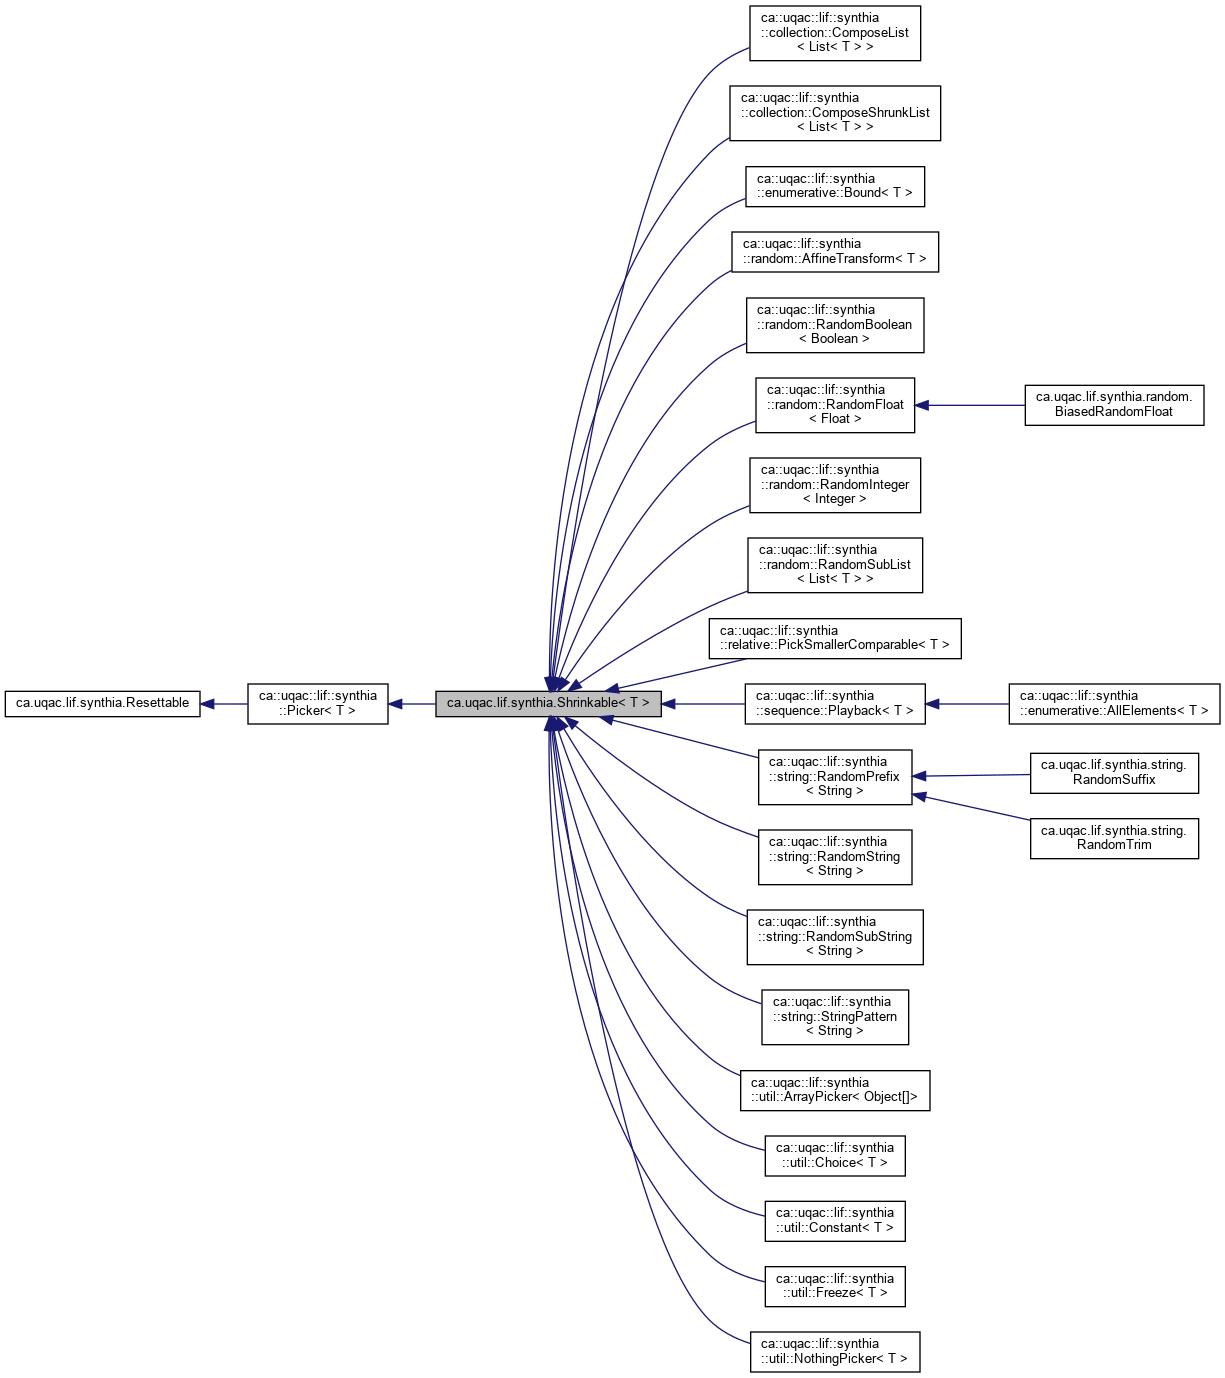 ca::uqac::lif::synthia
::collection::ComposeList
< List< T > >
ca::uqac::lif::synthia
::collection::ComposeShrunkList
< List< T > >
ca::uqac::lif::synthia
::enumerative::Bound< T >
ca::uqac::lif::synthia
::random::AffineTransform< T >
ca::uqac::lif::synthia
::random::RandomBoolean
< Boolean >
ca::uqac::lif::synthia
::random::RandomFloat
< Float >
ca.uqac.lif.synthia.random.
BiasedRandomFloat
ca::uqac::lif::synthia
::random::RandomInteger
< Integer >
ca::uqac::lif::synthia
::random::RandomSubList
< List< T > >
ca::uqac::lif::synthia
::relative::PickSmallerComparable< T >
ca.uqac.lif.synthia.Resettable
ca::uqac::lif::synthia
::Picker< T >
ca.uqac.lif.synthia.Shrinkable< T >
ca::uqac::lif::synthia
::sequence::Playback< T >
ca::uqac::lif::synthia
::enumerative::AllElements< T >
ca::uqac::lif::synthia
::string::RandomPrefix
< String >
ca.uqac.lif.synthia.string.
RandomSuffix
ca.uqac.lif.synthia.string.
RandomTrim
ca::uqac::lif::synthia
::string::RandomString
< String >
ca::uqac::lif::synthia
::string::RandomSubString
< String >
ca::uqac::lif::synthia
::string::StringPattern
< String >
ca::uqac::lif::synthia
::util::ArrayPicker< Object[]>
ca::uqac::lif::synthia
::util::Choice< T >
ca::uqac::lif::synthia
::util::Constant< T >
ca::uqac::lif::synthia
::util::Freeze< T >
ca::uqac::lif::synthia
::util::NothingPicker< T >